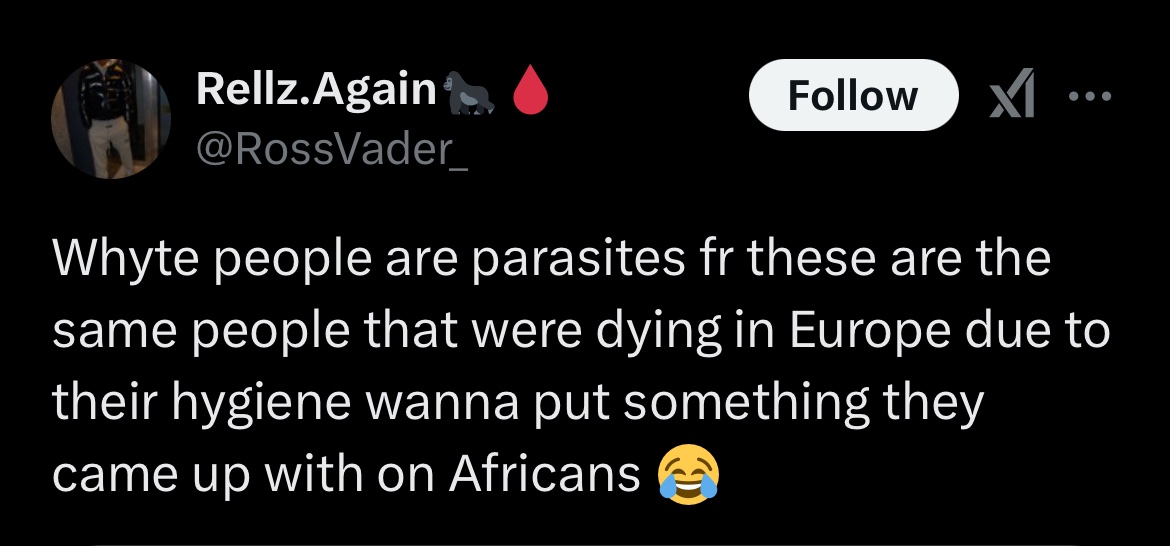 Rellz.Again🦍🩸
@RossVader_
Follow
Whyte people are parasites fr these are the
same people that were dying in Europe due to
their hygiene wanna put something they
came up with on Africans 😂